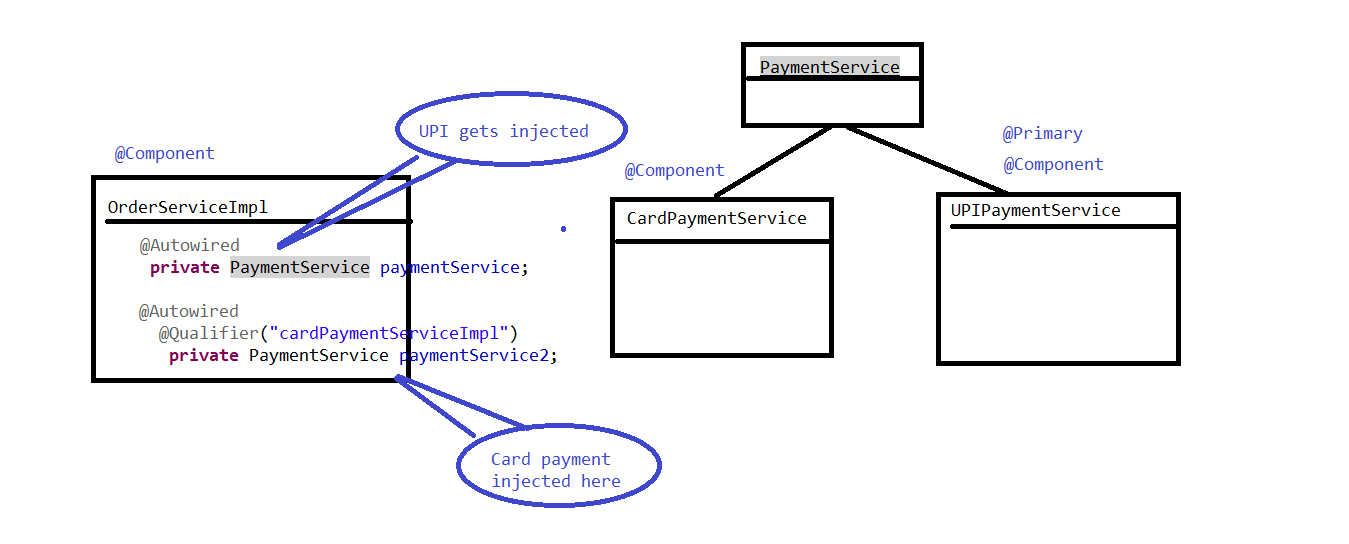 PaymentService
UPI gets injected
@Primary
@Component
@Component
@Component
OrderServiceImpl
CardPaymentService
UPIPaymentService
@Autowired
private PaymentService paymentService;
@Autowired
@Qualifier("cardPaymentServiceImpl")
private PaymentService paymentService2;
Card payment
injected here